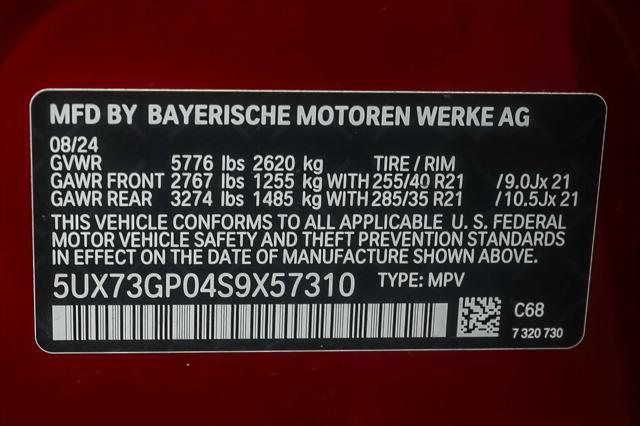 MFD BY BAYERISCHE MOTOREN WERKE AG
08/24
GVWR 5776 lbs 2620 kg TIRE / RIM
GAWR FRONT 2767 lbs 1255 kg WITH 255/40 R21 /9.0Jx 21
GAWR REAR 3274 lbs 1485 kg WITH 285/35 R21 /10.5Jx 21
THIS VEHICLE CONFORMS TO ALL APPLICABLE U. S. FEDERAL
MOTOR VEHICLE SAFETY AND THEFT PREVENTION STANDARDS
IN EFFECT ON THE DATE OF MANUFACTURE SHOWN ABOVE.
5UX73GP04S9X57310 TYPE: MPV
C68
7 320 730